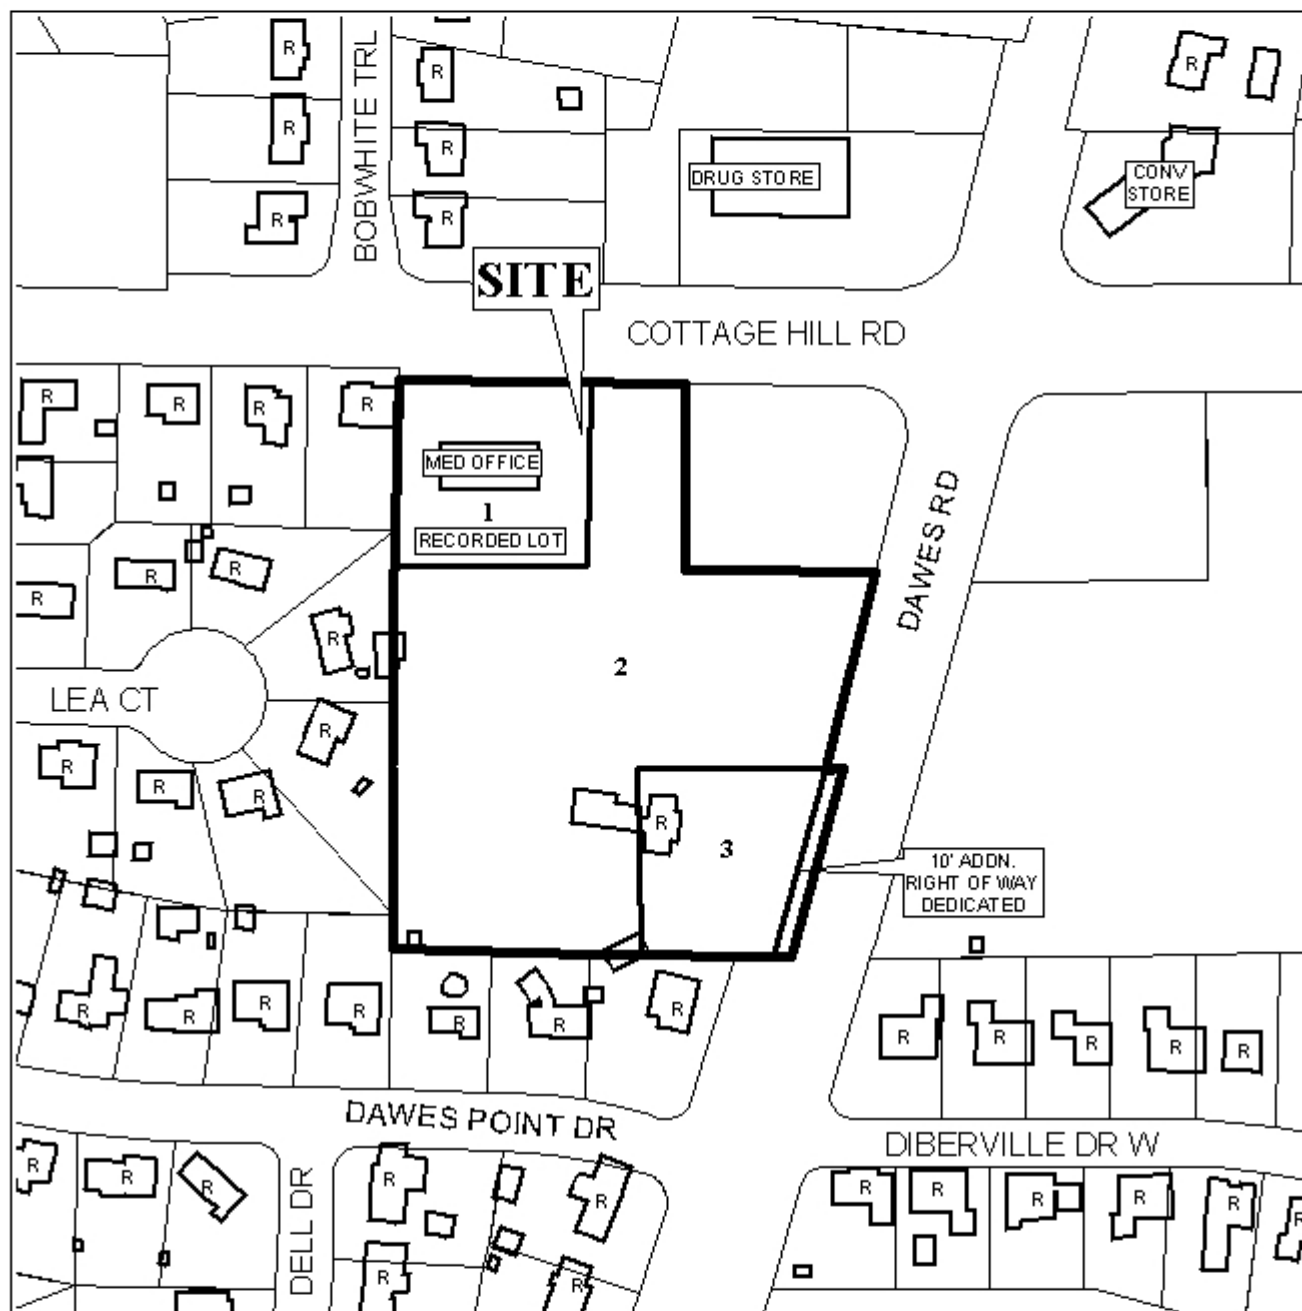 R
R
R
R
R
R
BOBWHITE TRL
DRUG STORE
R
CONV
STORE
SITE
COTTAGE HILL RD
R
R
R
R
MED OFFICE
1
RECORDED LOT
DAWES RD
R
R
R
R
2
LEA CT
R
R
R
R
R
3
10' ADDN.
RIGHT OF WAY
DEDICATED
R
R
R
R
R
R
R
R
R
R
R
R
DAWES POINT DR
DIBERVILLE DR W
R
R
R
DELL DR
R
R
R
R
R
R
R
R
R
R